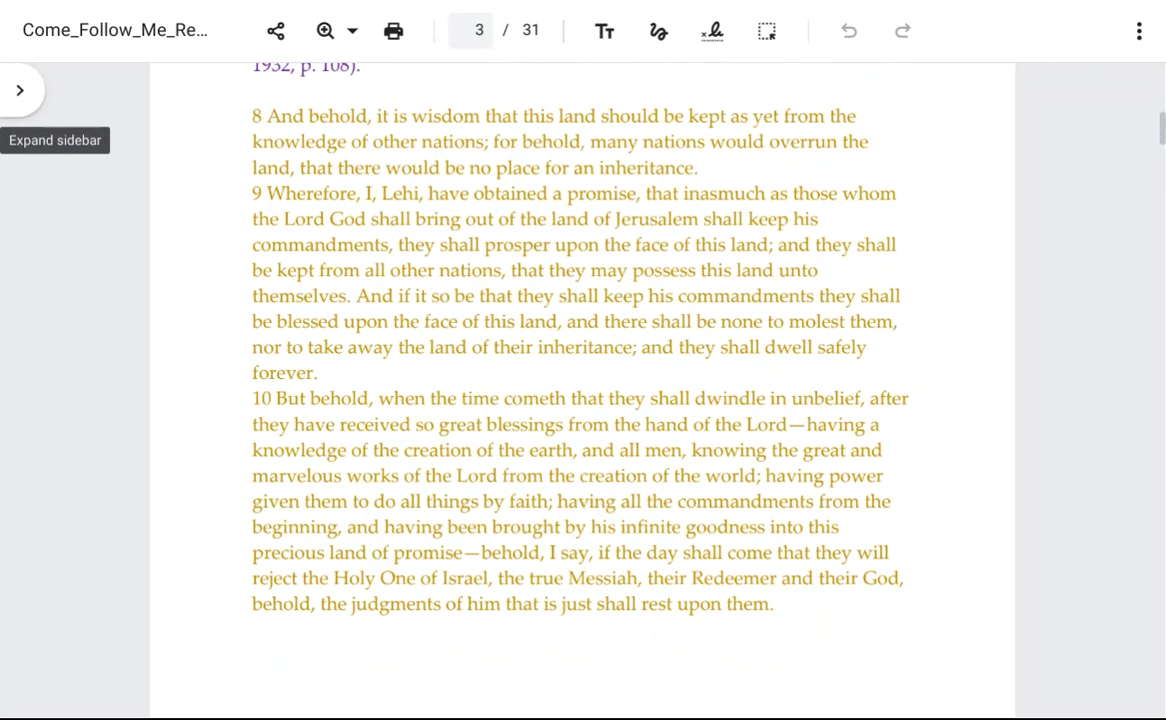 Come_Follow_Me_Re...
3 / 31
1932, p. 108).
Expand sidebar
8 And behold, it is wisdom that this land should be kept as yet from the
knowledge of other nations; for behold, many nations would overrun the
land, that there would be no place for an inheritance.
9 Wherefore, I, Lehi, have obtained a promise, that inasmuch as those whom
the Lord God shall bring out of the land of Jerusalem shall keep his
commandments, they shall prosper upon the face of this land; and they shall
be kept from all other nations, that they may possess this land unto
themselves. And if it so be that they shall keep his commandments they shall
be blessed upon the face of this land, and there shall be none to molest them,
nor to take away the land of their inheritance; and they shall dwell safely
forever.
10 But behold, when the time cometh that they shall dwindle in unbelief, after
they have received so great blessings from the hand of the Lord—having a
knowledge of the creation of the earth, and all men, knowing the great and
marvelous works of the Lord from the creation of the world; having power
given them to do all things by faith; having all the commandments from the
beginning, and having been brought by his infinite goodness into this
precious land of promise—behold, I say, if the day shall come that they will
reject the Holy One of Israel, the true Messiah, their Redeemer and their God,
behold, the judgments of him that is just shall rest upon them.